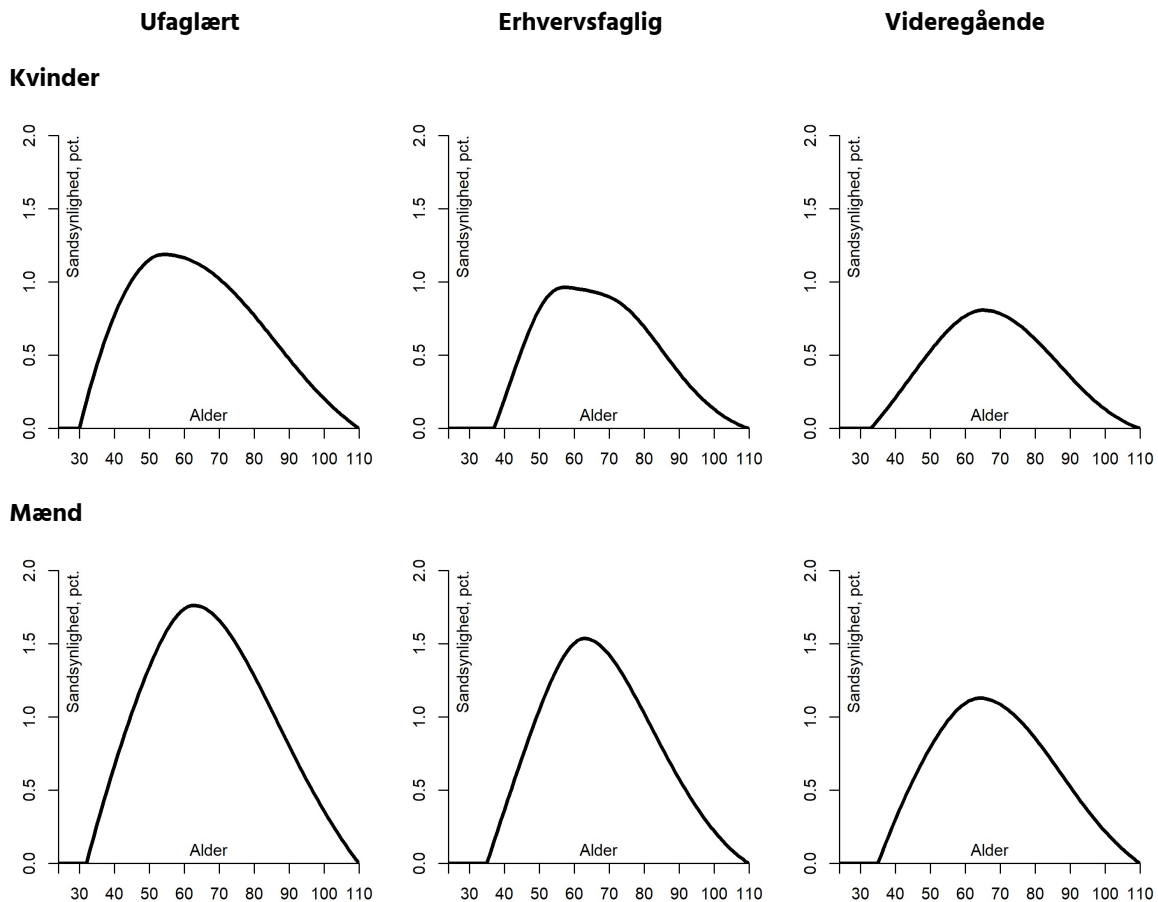 Ufaglært Erhvervsfaglig Videregående
Kvinder
Sandsynlighed, pct. Sandsynlighed, pct. Sandsynlighed, pct.
2.0 2.0 2.0
1.5 1.5 1.5
1.0 1.0 1.0
0.5 0.5 0.5
0.0 0.0 0.0
Alder Alder Alder
30 40 50 60 70 80 90 100 110 30 40 50 60 70 80 90 100 110 30 40 50 60 70 80 90 100 110
Mænd
Sandsynlighed, pct. Sandsynlighed, pct. Sandsynlighed, pct.
2.0 2.0 2.0
1.5 1.5 1.5
1.0 1.0 1.0
0.5 0.5 0.5
0.0 0.0 0.0
Alder Alder Alder
30 40 50 60 70 80 90 100 110 30 40 50 60 70 80 90 100 110 30 40 50 60 70 80 90 100 110